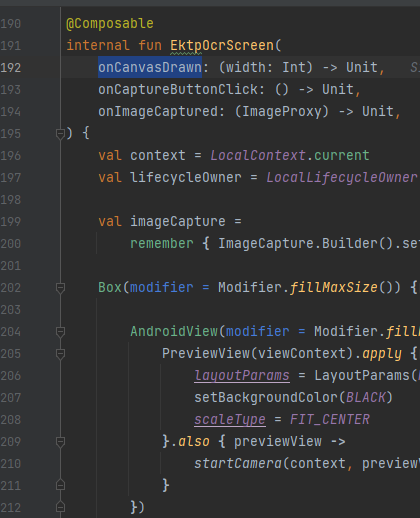 190 @Composable
191 internal fun EktpOcrScreen(
192 onCanvasDrawn: (width: Int) -> Unit,
193 onCaptureButtonClick: () -> Unit,
194 onImageCaptured: (ImageProxy) -> Unit,
195 ) {
196 val context = LocalContext.current
197 val lifecycleOwner = LocalLifecycleOwner
198
199 val imageCapture =
200 remember { ImageCapture.Builder().se
201
202 Box(modifier = Modifier.fillMaxSize()) {
203
204 AndroidView(modifier = Modifier.fill
205 PreviewView(viewContext).apply {
206 layoutParams = LayoutParams(
207 setBackgroundColor(BLACK)
208 scaleType = FIT_CENTER
209 }.also { previewView ->
210 startCamera(context, preview
211 }
212 })